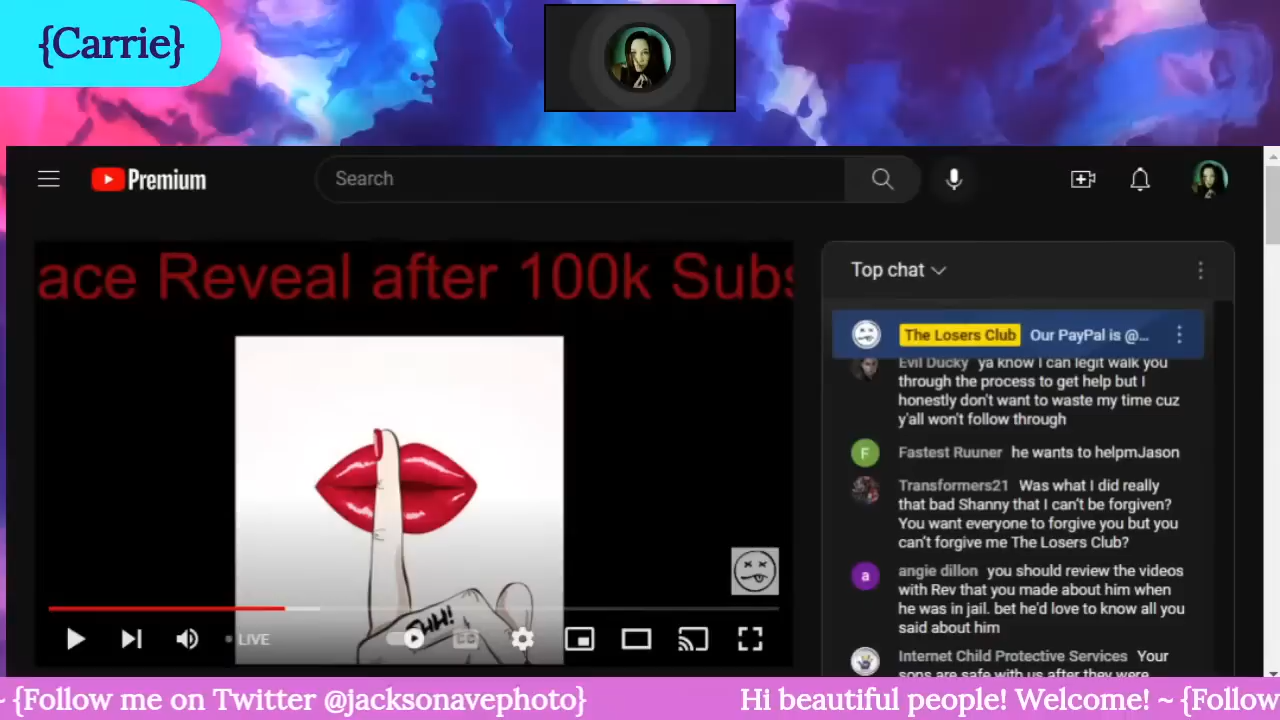 {Carrie}
Premium
Search
ace Reveal after 100k Subs
SHH!
LIVE
Top chat
The Losers Club Our PayPal is @...
Evil Ducky ya know I can legit walk you
through the process to get help but I
honestly don't want to waste my time cuz
y'all won't follow through
F
Fastest Ruuner he wants to helpmJason
Transformers21 Was what I did really
that bad Shanny that I can't be forgiven?
You want everyone to forgive you but you
can't forgive me The Losers Club?
a
angie dillon you should review the videos
with Rev that you made about him when
he was in jail. bet he'd love to know all you
said about him
Internet Child Protective Services Your
sons are safe with us after they were
~ {Follow me on Twitter @jacksonavephoto} Hi beautiful people! Welcome! ~ {Follow